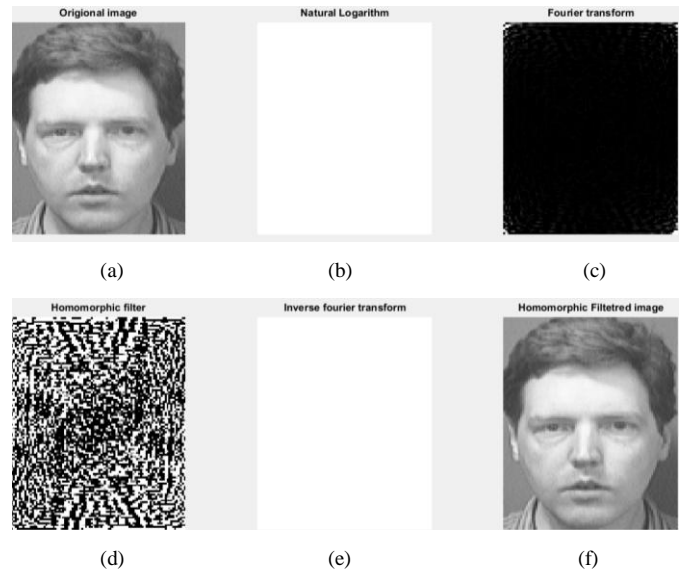 Origional image
Natural Logarithm
Fourier transform
(a)
(b)
(c)
Homomorphic filter
Inverse fourier transform
Homomorphic Filtetred image
(d)
(e)
(f)